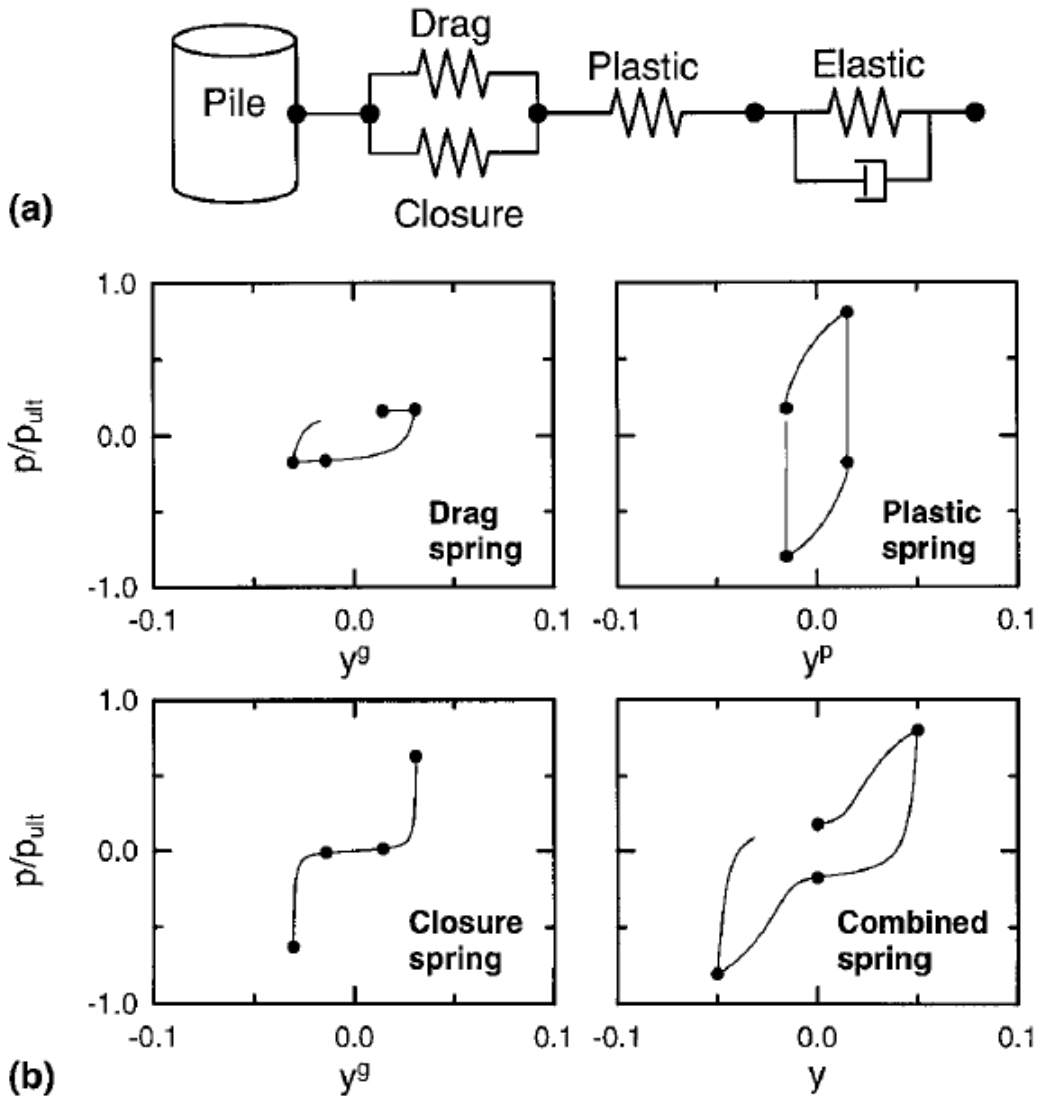 Drag
Plastic
Elastic
Pile
Closure
(a)
1.0
0.0
-1.0
p/pult
-0.1
0.0
0.1
yg
Drag
spring
-0.1
0.0
0.1
yp
Plastic
spring
1.0
0.0
-1.0
p/pult
-0.1
0.0
0.1
yg
Closure
spring
-0.1
0.0
0.1
y
Combined
spring
(b)